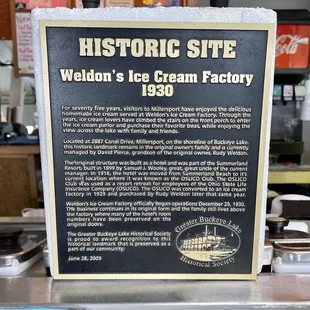 HISTORIC SITE
Weldon's Ice Cream Factory
1930
For seventy five years, visitors to Millersport have enjoyed the delicious
homemade ice cream served at Weldon's Ice Cream Factory. Through the
years, ice cream lovers have climbed the stairs on the front porch to enter
the ice cream parlor and purchase their favorite treats, while enjoying the
view across the lake with family and friends.
Located at 2887 Canal Drive, Millersport, on the shoreline of Buckeye Lake,
this historic landmark remains in the original owner's family and is currently
managed by David Pierce, grandson of the original owners, Rudy Weldon.
The original structure was built as a hotel and was part of the Summerland
Resort, built in 1899 by Samuel J. Wooley, great, great uncle of the current
manager. In 1918, the hotel was moved from Summerland Beach to it's
current location where it was known as the OSLICO Club. The OSLICO
Club was used as a resort retreat for employees of the Ohio State Life
Insurance Company (OSLICO). The OSLICO was converted to an ice cream
factory in 1925 and purchased by Rudy Weldon that same year.
Weldon's Ice Cream Factory officially began operations December 25, 1930.
The business continues in its original form and the family still lives above
the factory where many of the hotel's room
numbers have been preserved on the
original doors.
The Greater Buckeye Lake Historical Society
is proud to award recognition to this
historical landmark that is preserved as a
part of our community.
June 28, 2005
Greater Buckeye Lake
Historical Society
Coca-Cola